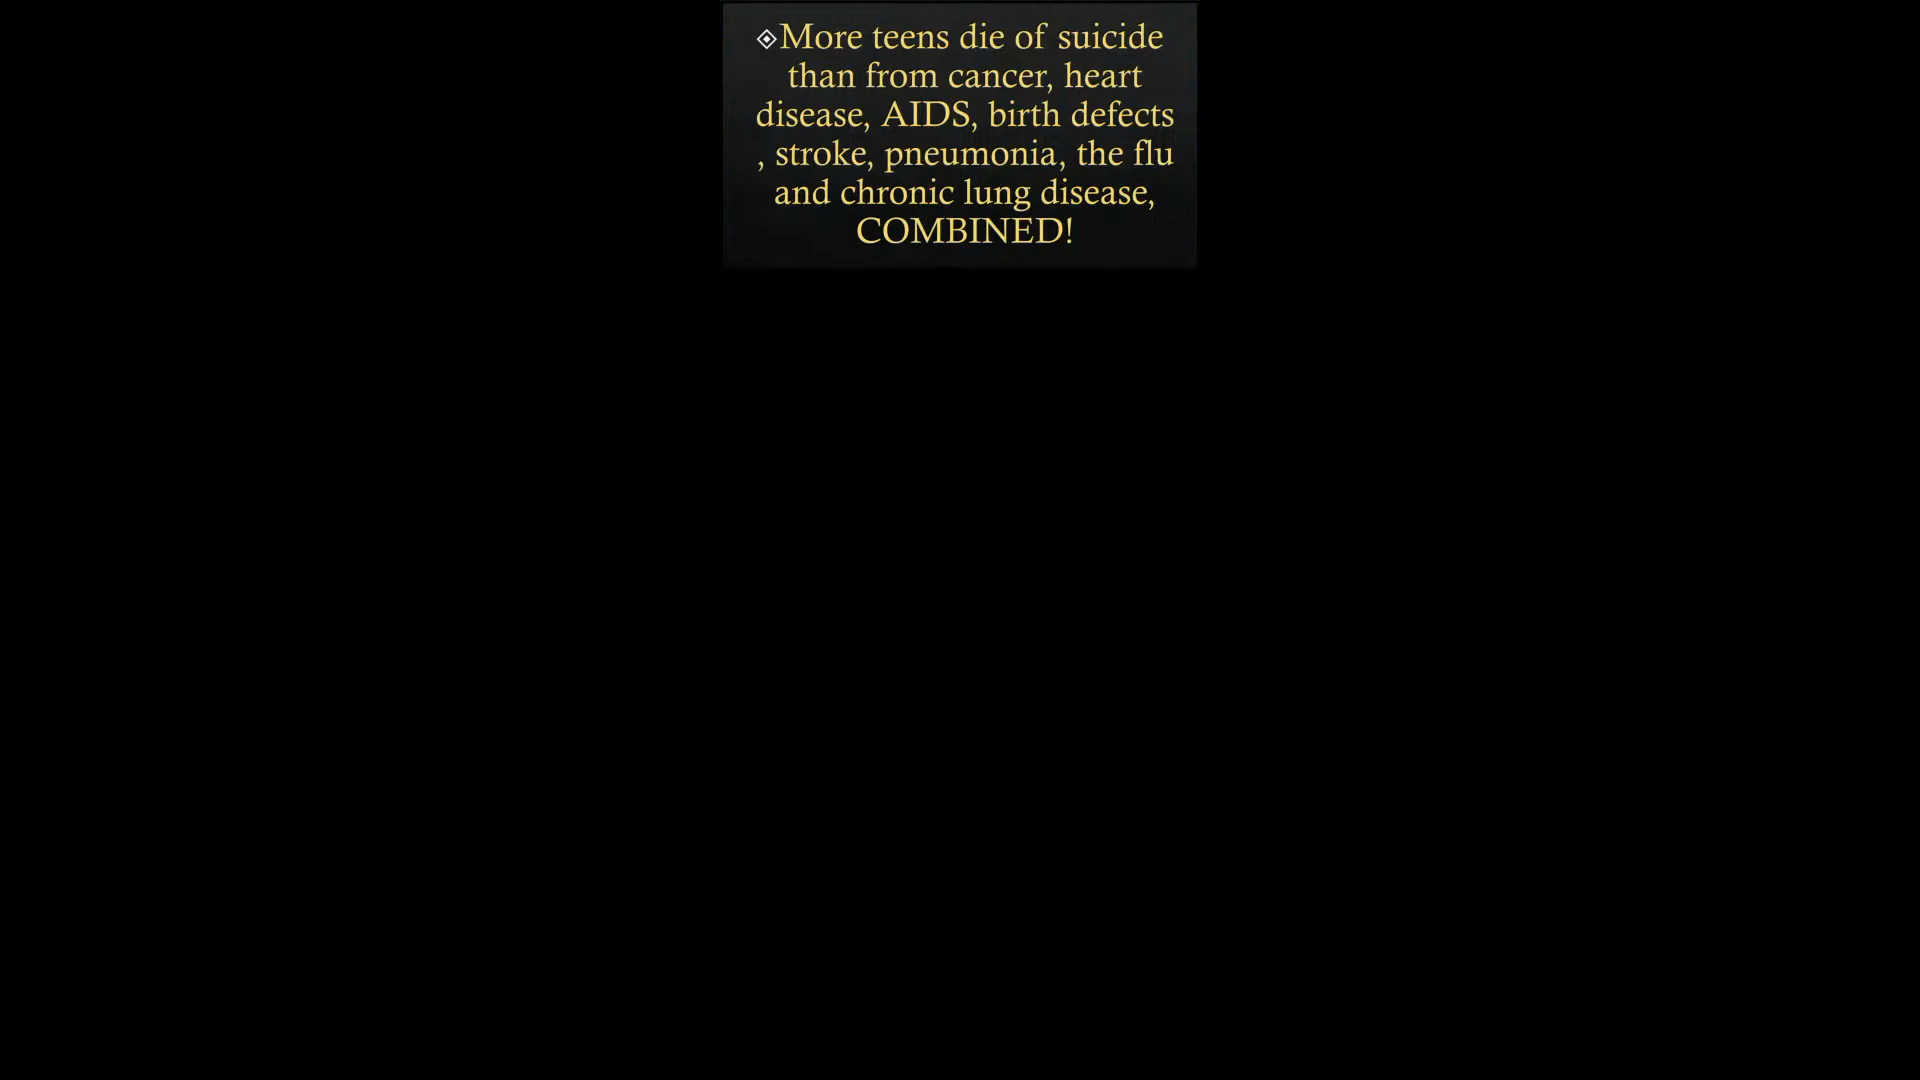 ◈More teens die of suicide
than from cancer, heart
disease, AIDS, birth defects
, stroke, pneumonia, the flu
and chronic lung disease,
COMBINED!